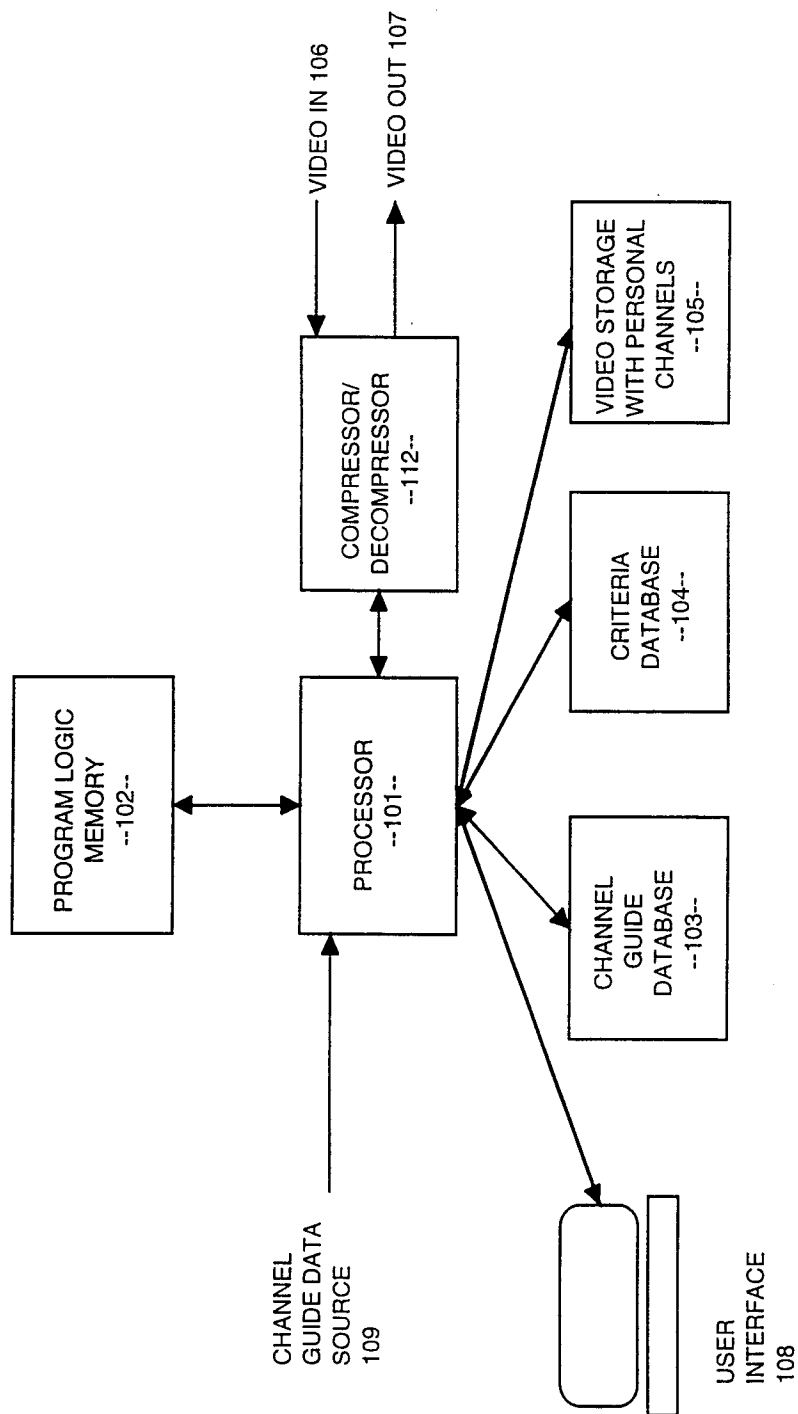 PROGRAM LOGIC
MEMORY
--102--
CHANNEL
GUIDE DATA
SOURCE
109
PROCESSOR
--101--
COMPRESSOR/
DECOMPRESSOR
--112--
VIDEO IN 106
VIDEO OUT 107
USER
INTERFACE
108
CHANNEL
GUIDE
DATABASE
--103--
CRITERIA
DATABASE
--104--
VIDEO STORAGE
WITH PERSONAL
CHANNELS
--105--